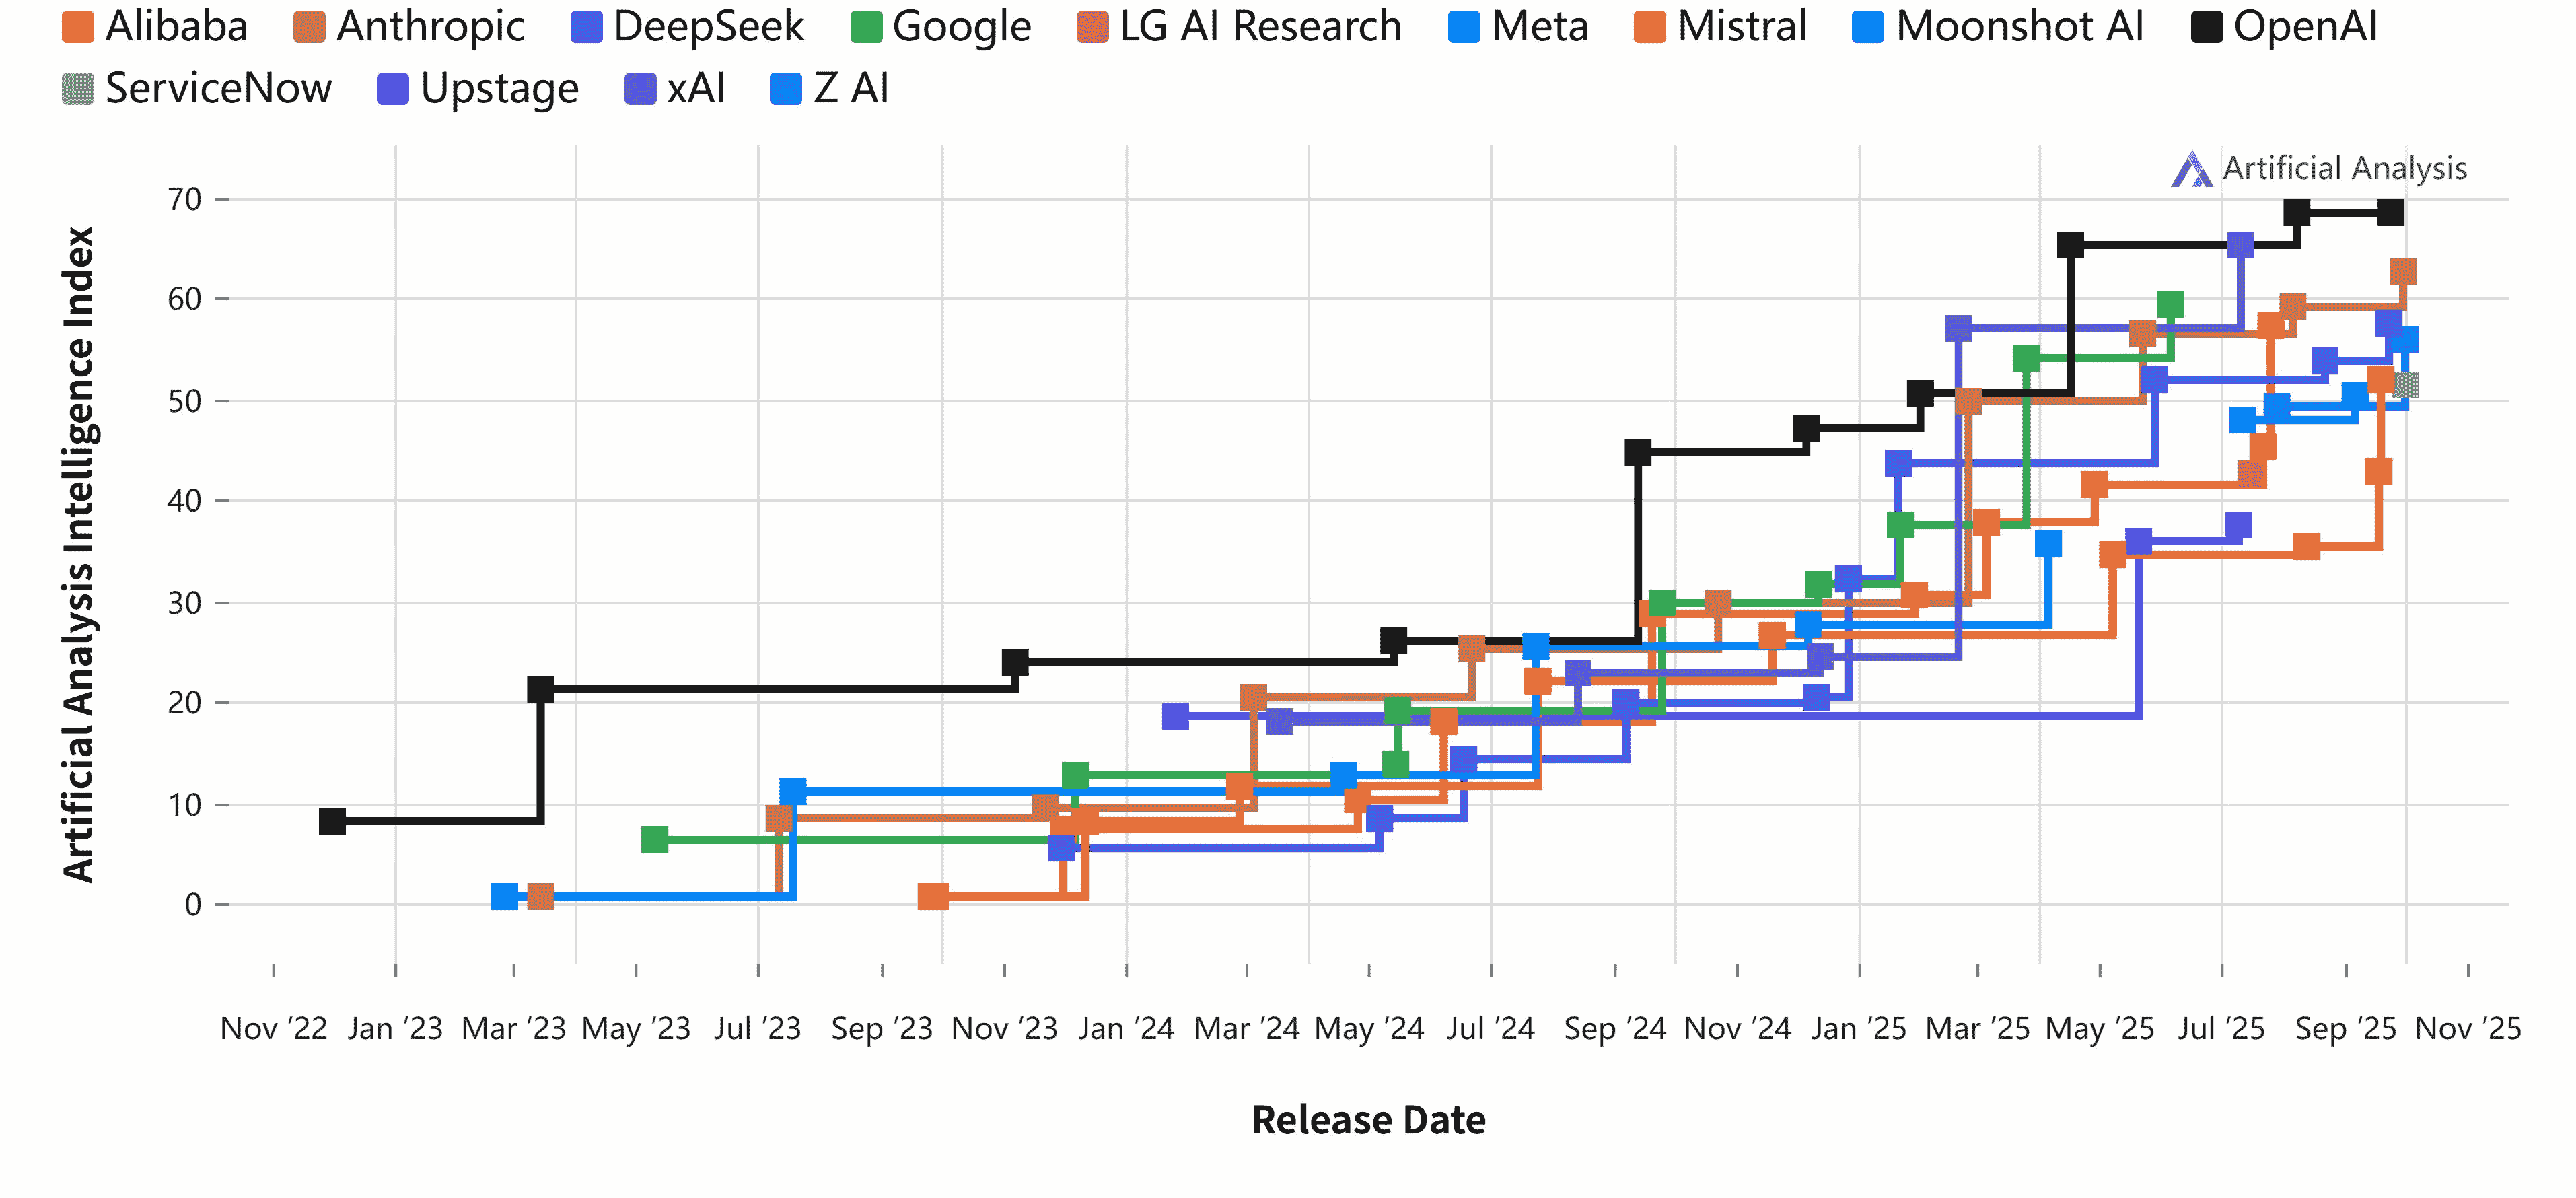 Alibaba Anthropic DeepSeek Google LG AI Research Meta Mistral Moonshot AI OpenAI
ServiceNow Upstage xAI Z AI
Artificial Analysis
Artificial Analysis Intelligence Index
70
60
50
40
30
20
10
0
Nov ’22 Jan ’23 Mar ’23 May ’23 Jul ’23 Sep ’23 Nov ’23 Jan ’24 Mar ’24 May ’24 Jul ’24 Sep ’24 Nov ’24 Jan ’25 Mar ’25 May ’25 Jul ’25 Sep ’25 Nov ’25
Release Date